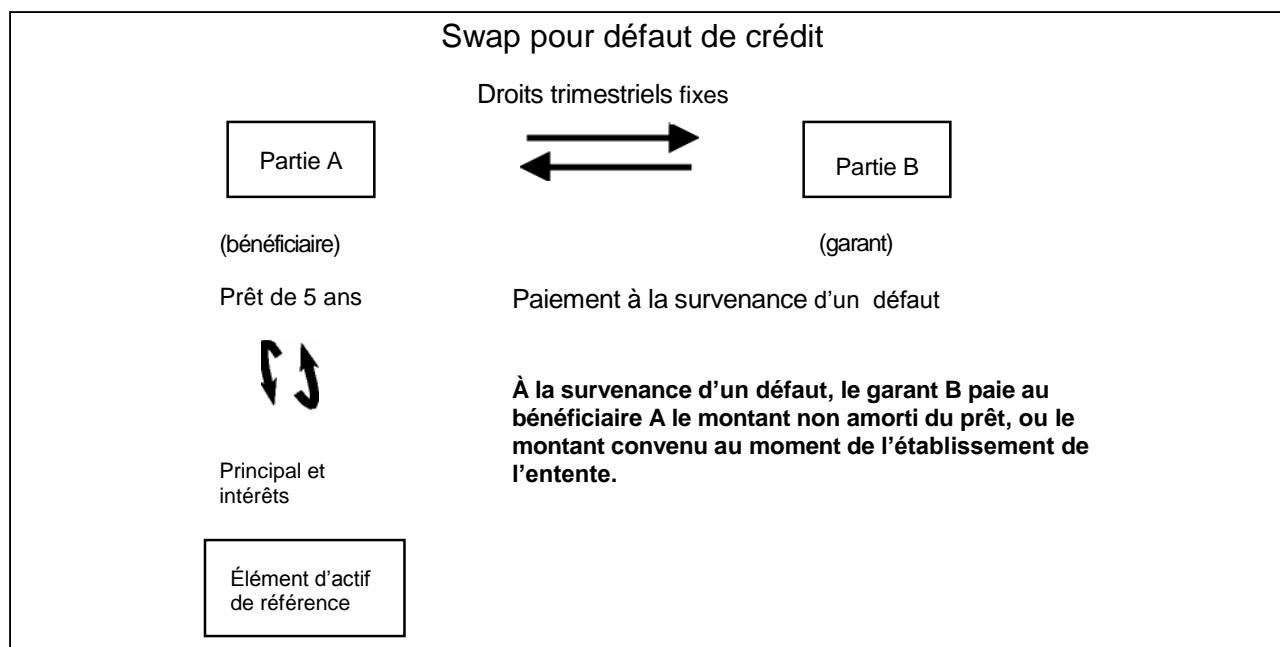 Swap pour défaut de crédit
Droits trimestriels fixes
Partie A
Partie B
(bénéficiaire)
(garant)
Prêt de 5 ans
Paiement à la survenance d'un défaut
À la survenance d'un défaut, le garant B paie au
bénéficiaire A le montant non amorti du prêt, ou le
montant convenu au moment de l'établissement de
l'entente.
Principal et
intérêts
Élément d'actif
de référence